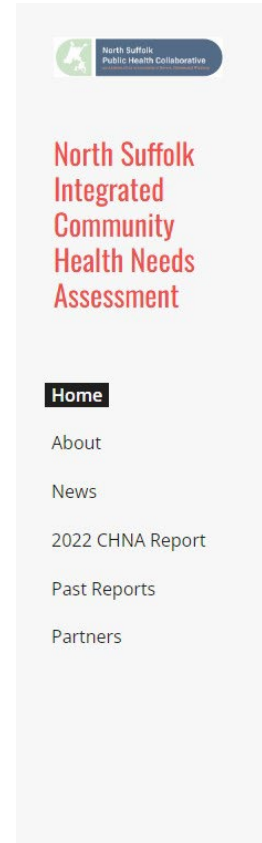 North Suffolk
Public Health Collaborative
North Suffolk
Integrated
Community
Health Needs
Assessment
Home
About
News
2022 CHNA Report
Past Reports
Partners